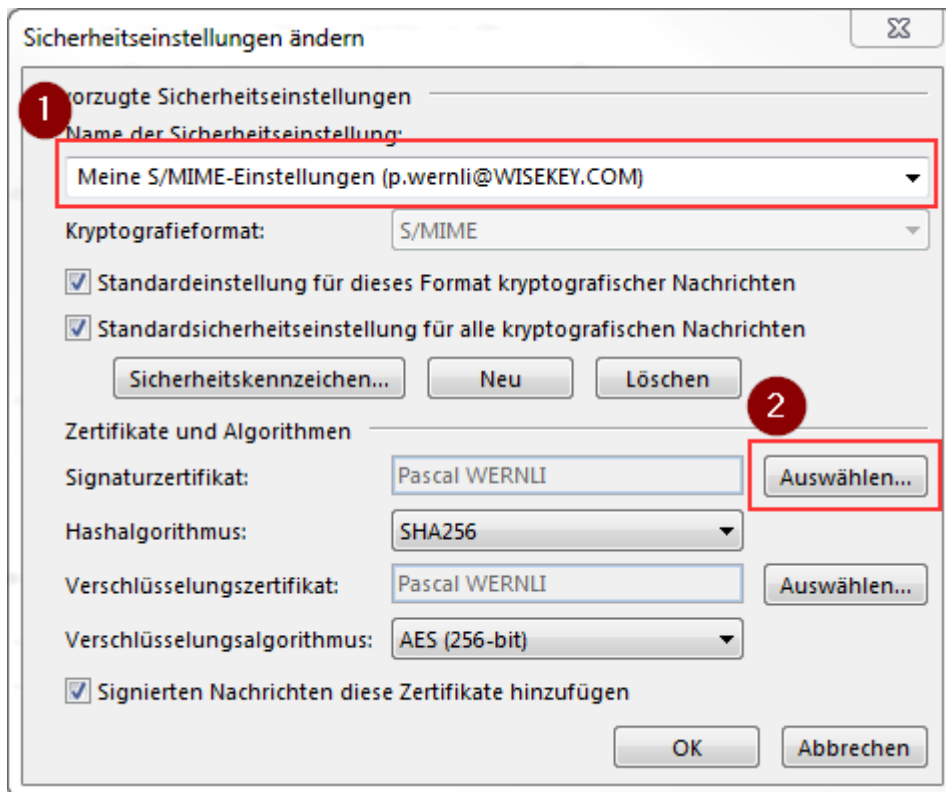 Sicherheitseinstellungen ändern
1
vorzugte Sicherheitseinstellungen
Name der Sicherheitseinstellung:
Meine S/MIME-Einstellungen (p.wernli@WISEKEY.COM)
Kryptografieformat: S/MIME
Standardeinstellung für dieses Format kryptografischer Nachrichten
Standardsicherheitseinstellung für alle kryptografischen Nachrichten
Sicherheitskennzeichen... Neu Löschen
2
Zertifikate und Algorithmen
Signaturzertifikat: Pascal WERNLI Auswählen...
Hashalgorithmus: SHA256
Verschlüsselungszertifikat: Pascal WERNLI Auswählen...
Verschlüsselungsalgorithmus: AES (256-bit)
Signierten Nachrichten diese Zertifikate hinzufügen
OK Abbrechen